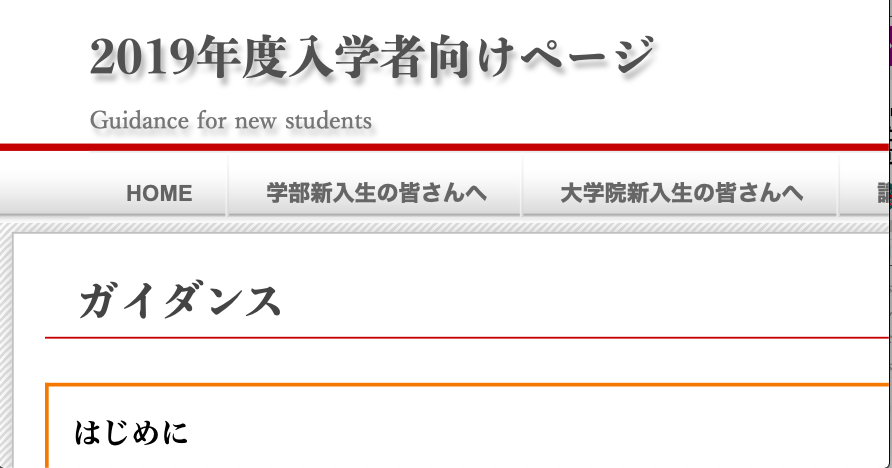 2019年度入学者向けページ
Guidance for new students
HOME 学部新入生の皆さんへ 大学院新入生の皆さんへ
ガイダンス
はじめに